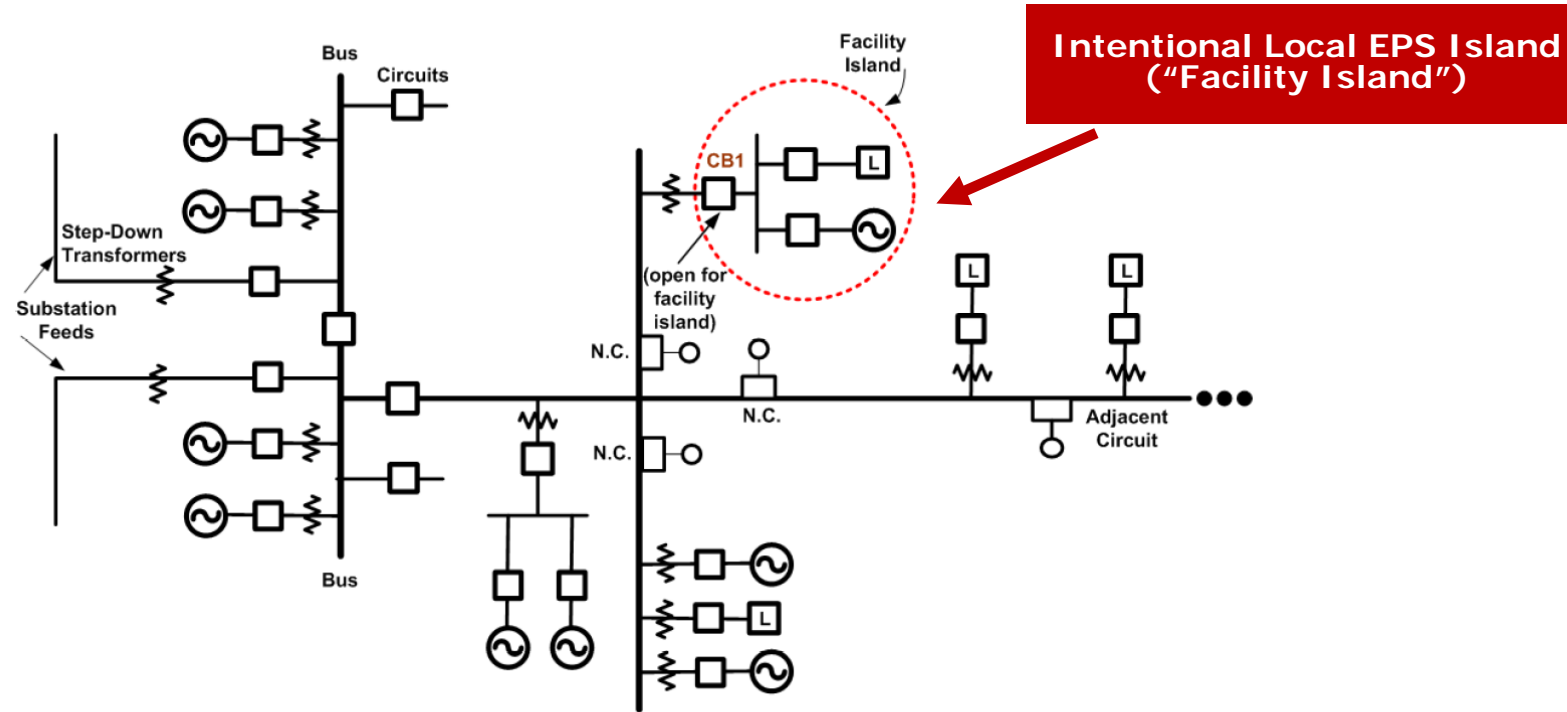 Bus
Circuits
Facility
Island
Intentional Local EPS Island
(“Facility Island”)
CB1
L
Step-Down
Transformers
(open for
facility
island)
Substation
Feeds
L
L
N.C.
N.C.
Adjacent
Circuit
N.C.
Bus
L